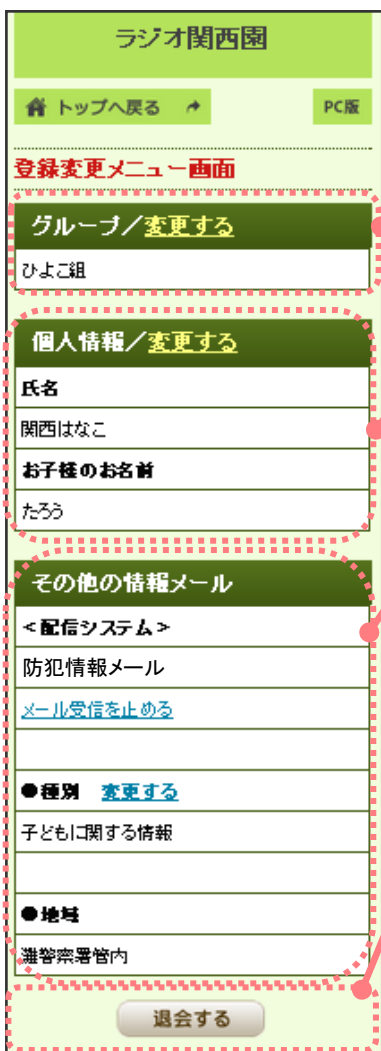 ラジオ関西園
トップへ戻る
PC版
登録変更メニュー画面
グループ/変更する
ひよこ組
個人情報/変更する
氏名
関西はなこ
お子様のお名前
たろう
その他の情報メール
<配信システム>
防犯情報メール
メール受信を止める
●種別 変更する
子どもに関する情報
●地域
灘警察署管内
退会する